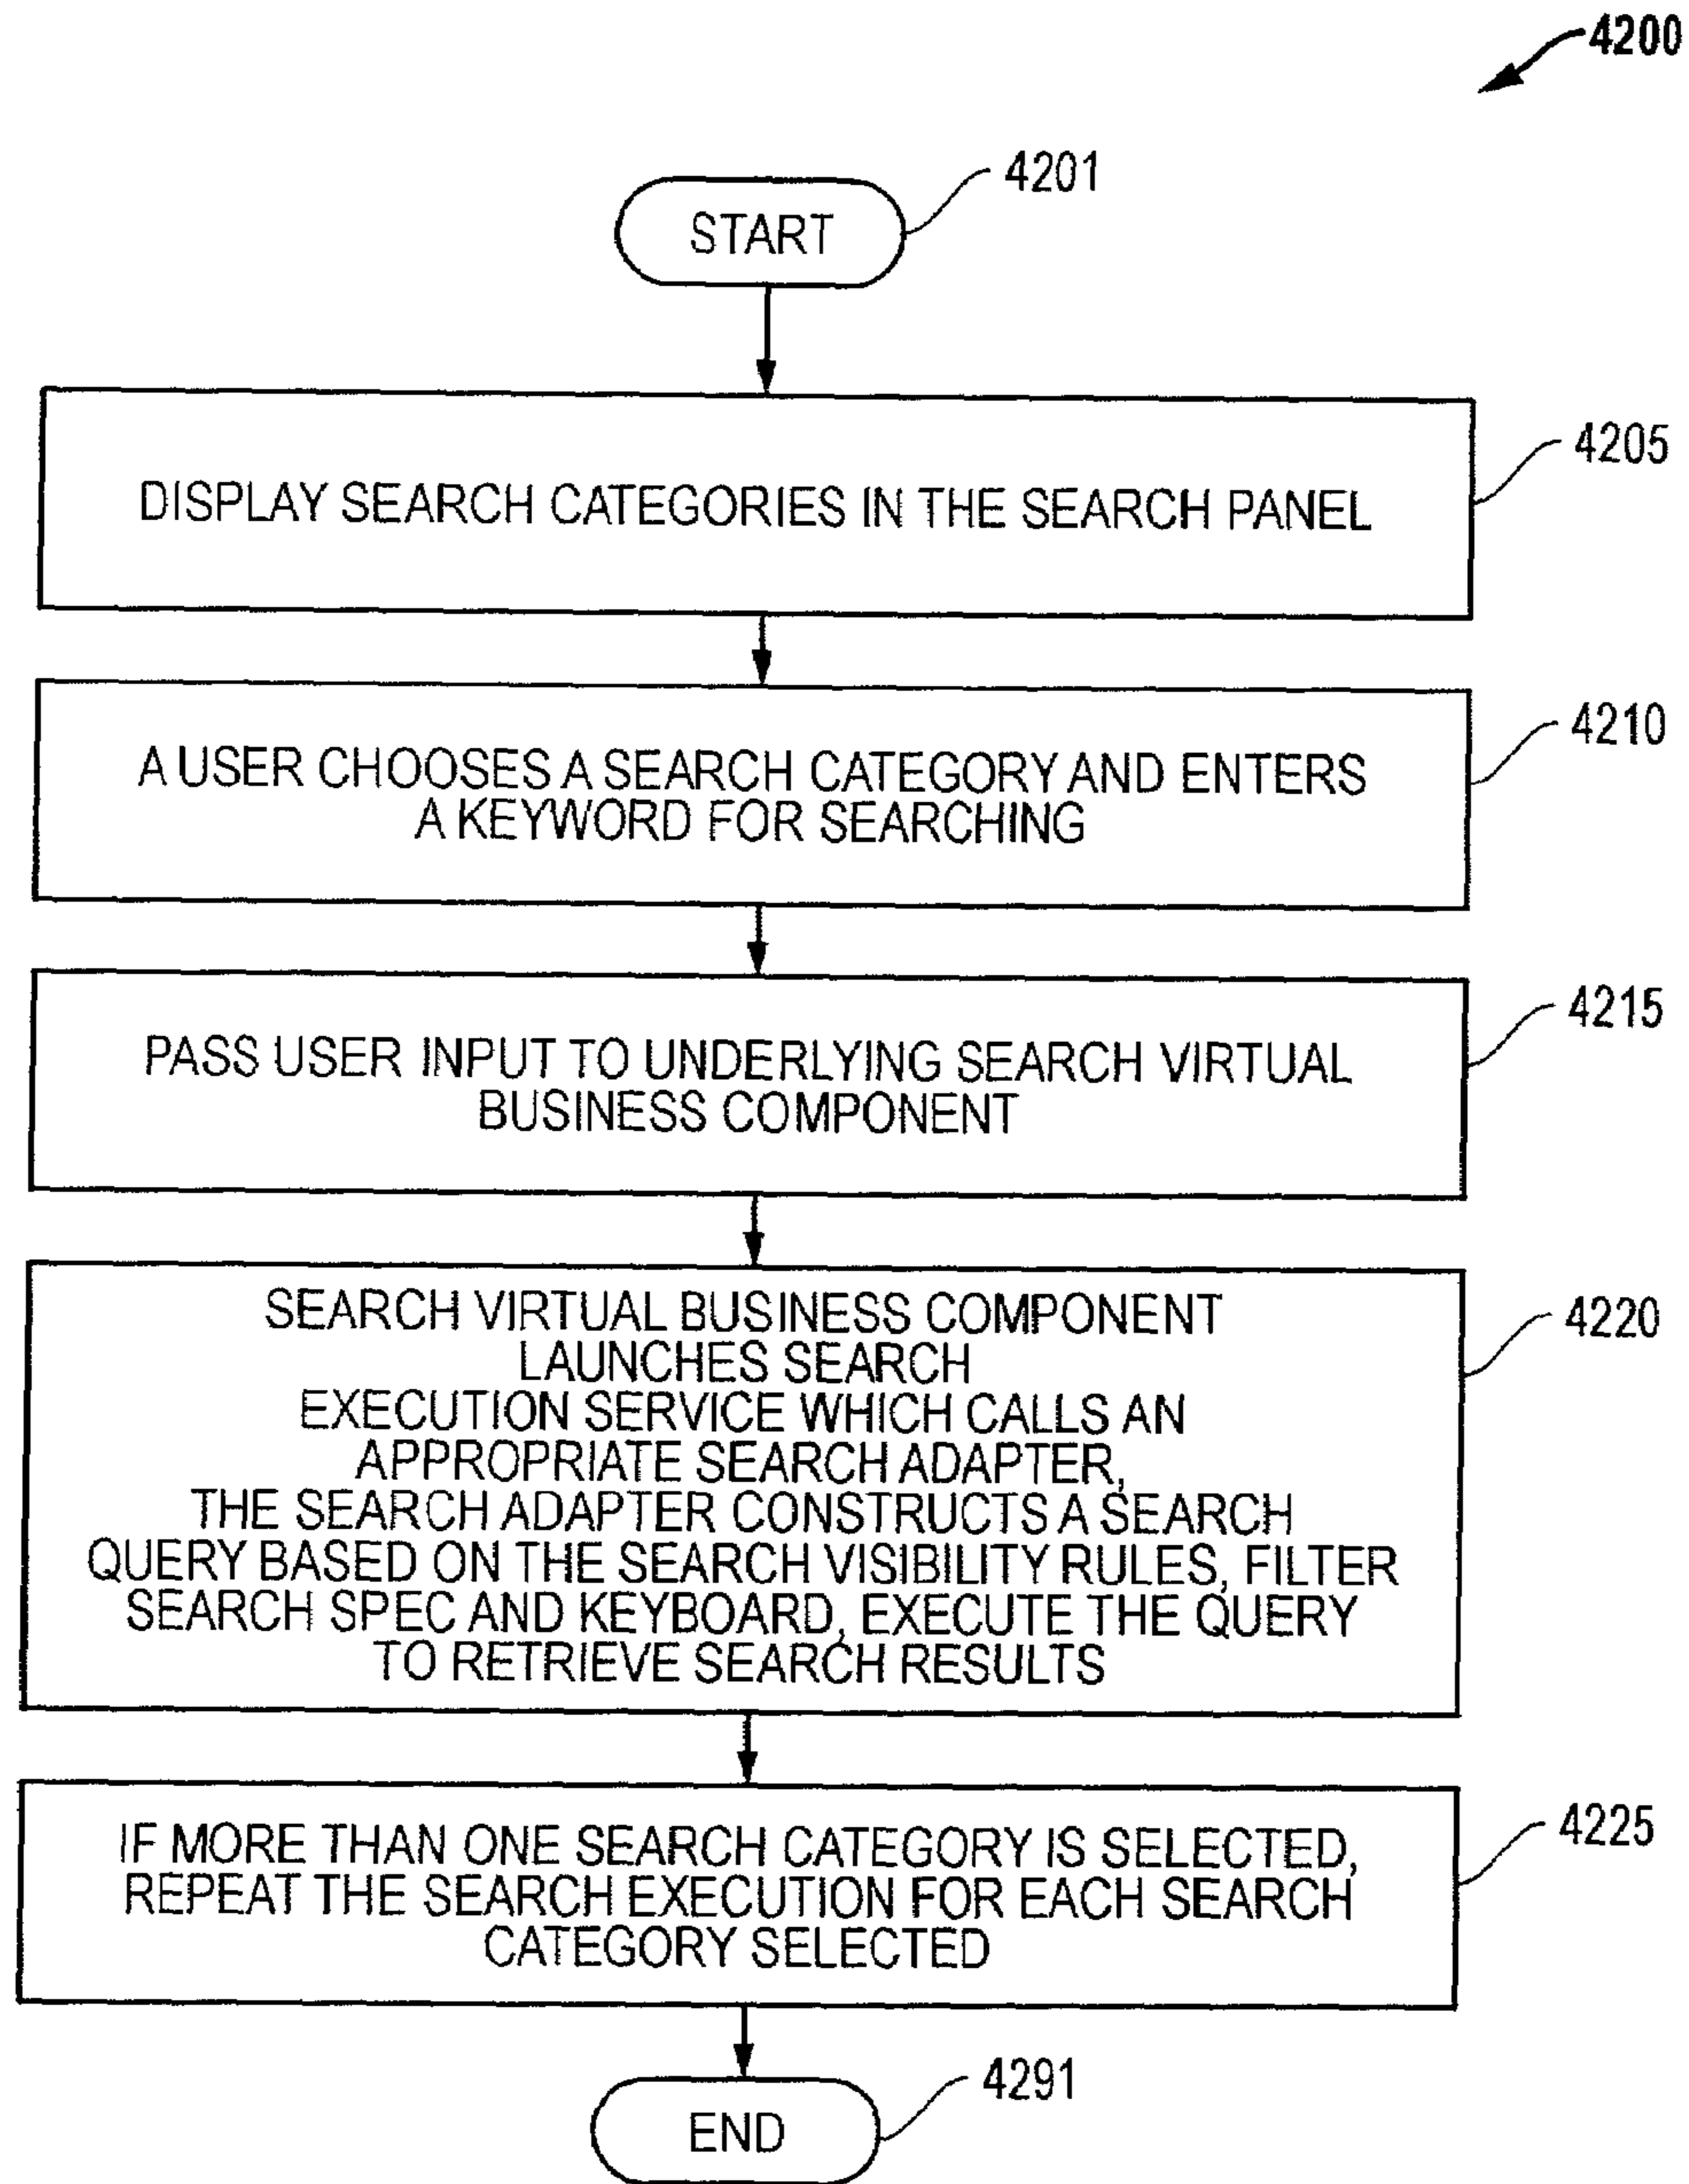 4200
4201
START
4205
DISPLAY SEARCH CATEGORIES IN THE SEARCH PANEL
4210
A USER CHOOSES A SEARCH CATEGORY AND ENTERS
A KEYWORD FOR SEARCHING
4215
PASS USER INPUT TO UNDERLYING SEARCH VIRTUAL
BUSINESS COMPONENT
4220
SEARCH VIRTUAL BUSINESS COMPONENT
LAUNCHES SEARCH
EXECUTION SERVICE WHICH CALLS AN
APPROPRIATE SEARCH ADAPTER,
THE SEARCH ADAPTER CONSTRUCTS A SEARCH
QUERY BASED ON THE SEARCH VISIBILITY RULES, FILTER
SEARCH SPEC AND KEYBOARD, EXECUTE THE QUERY
TO RETRIEVE SEARCH RESULTS
4225
IF MORE THAN ONE SEARCH CATEGORY IS SELECTED,
REPEAT THE SEARCH EXECUTION FOR EACH SEARCH
CATEGORY SELECTED
4291
END